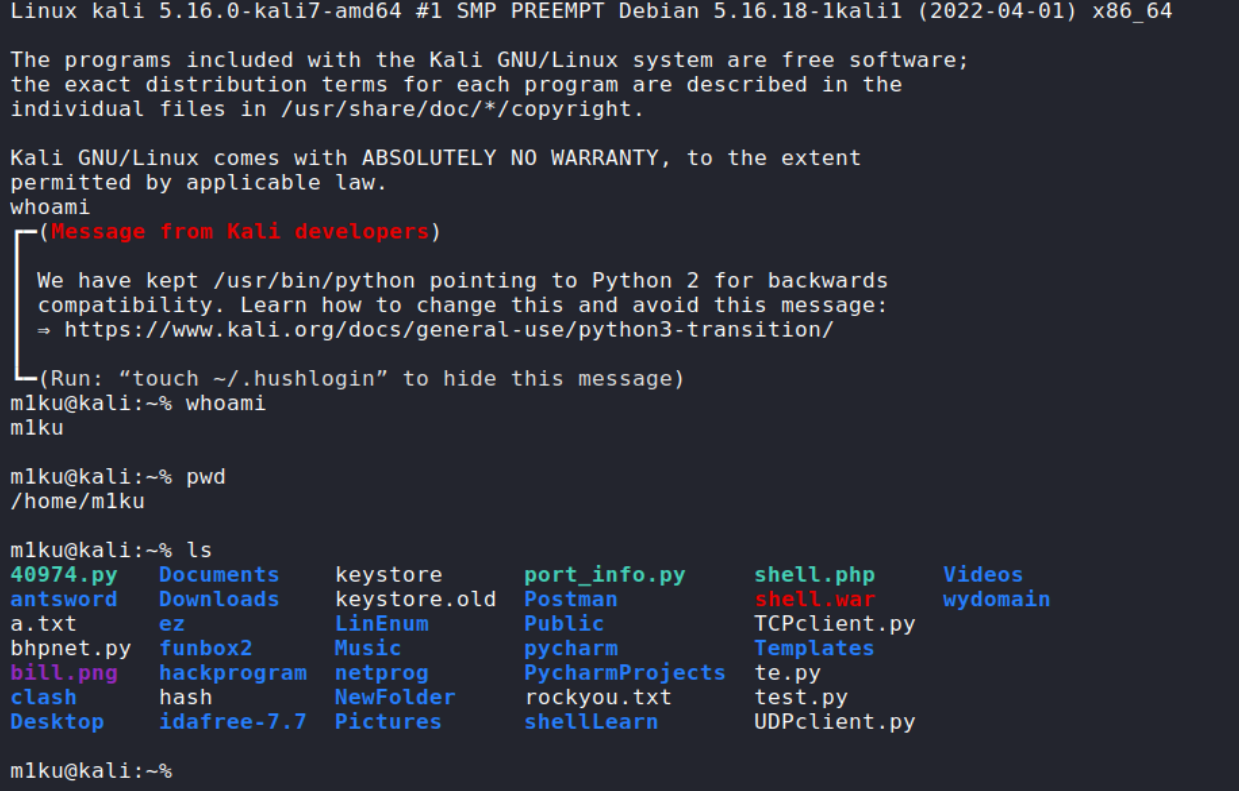 Linux kali 5.16.0-kali7-amd64 #1 SMP PREEMPT Debian 5.16.18-1kali1 (2022-04-01) x86_64
The programs included with the Kali GNU/Linux system are free software;
the exact distribution terms for each program are described in the
individual files in /usr/share/doc/*/copyright.
Kali GNU/Linux comes with ABSOLUTELY NO WARRANTY, to the extent
permitted by applicable law.
whoami
┏━(Message from Kali developers)
┃ We have kept /usr/bin/python pointing to Python 2 for backwards
┃ compatibility. Learn how to change this and avoid this message:
┃ ⇒ https://www.kali.org/docs/general-use/python3-transition/
┗━(Run: “touch ~/.hushlogin” to hide this message)
m1ku@kali:~% whoami
m1ku
m1ku@kali:~% pwd
/home/m1ku
m1ku@kali:~% ls
40974.py   Documents    keystore      port_info.py     shell.php     Videos
antsword   Downloads    keystore.old  Postman          shell.war     wydomain
a.txt      ez           LinEnum       Public           TCPclient.py
bhpnet.py  funbox2      Music         pycharm          Templates
bill.png   hackprogram  netprog       PycharmProjects  te.py
clash      hash         NewFolder     rockyou.txt      test.py
Desktop    idafree-7.7  Pictures      shellLearn       UDPclient.py
m1ku@kali:~%